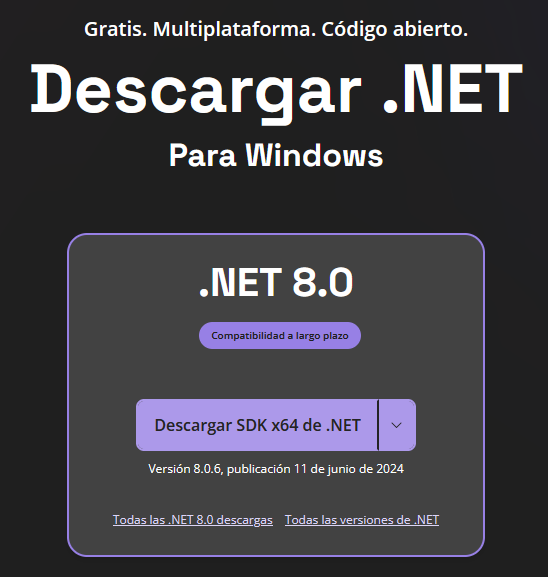 Gratis. Multiplataforma. Código abierto.
Descargar .NET
Para Windows
.NET 8.0
Compatibilidad a largo plazo
Descargar SDK x64 de .NET
Versión 8.0.6, publicación 11 de junio de 2024
Todas las .NET 8.0 descargas Todas las versiones de .NET